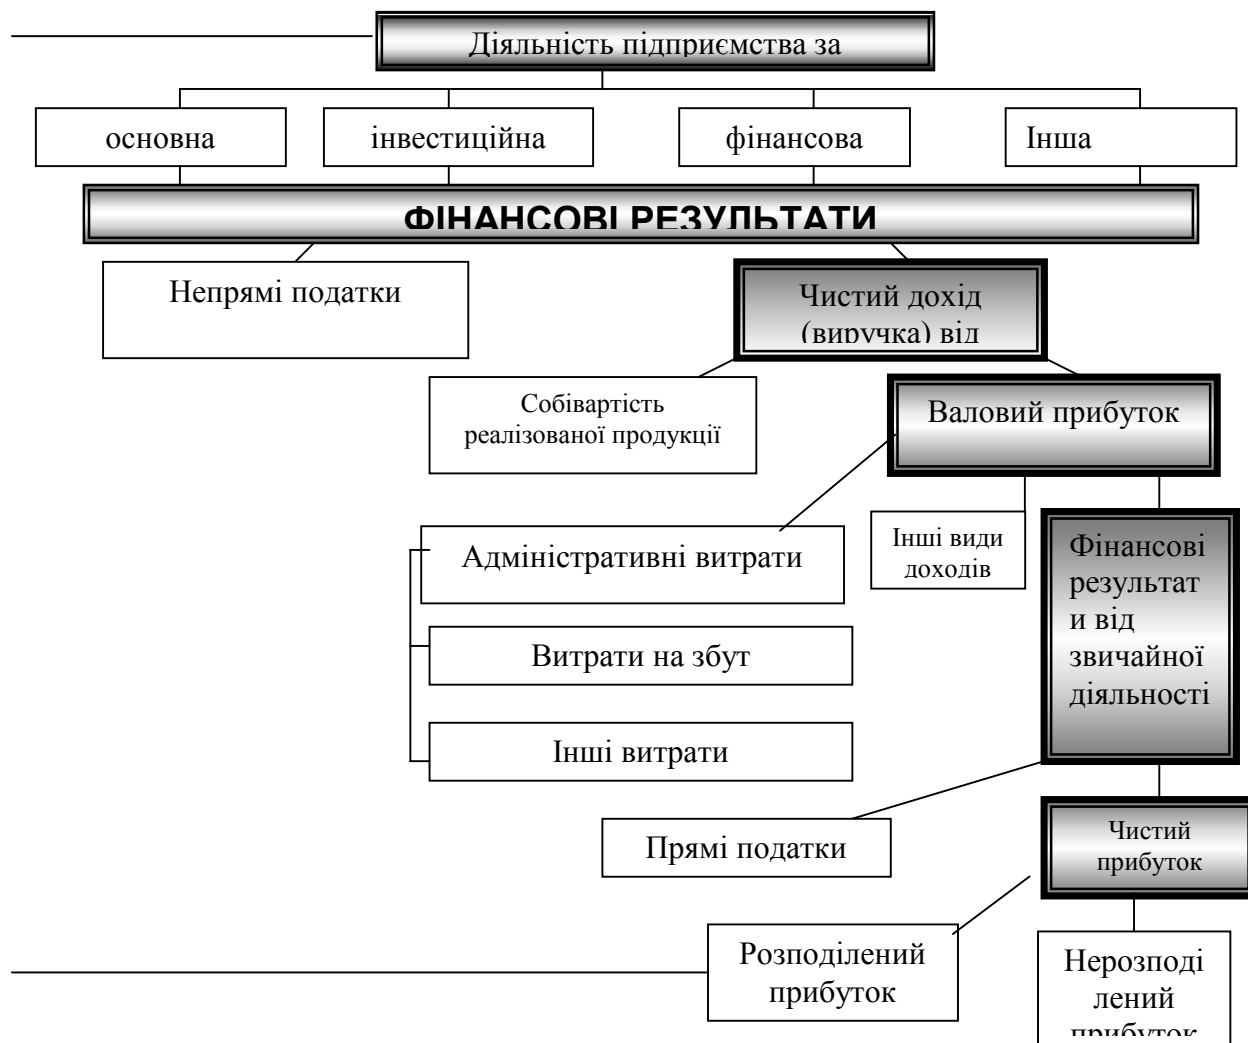 Діяльність підприємства за
основна
інвестиційна
фінансова
Інша
ФІНАНСОВІ РЕЗУЛЬТАТИ
Непрямі податки
Чистий дохід
(виручка) від
Собівартість
реалізованої продукції
Валовий прибуток
Адміністративні витрати
Інші види
доходів
Фінансові
результат
и від
звичайної
діяльності
Витрати на збут
Інші витрати
Прямі податки
Чистий
прибуток
Розподілений
прибуток
Нерозподі
лений
прибуток